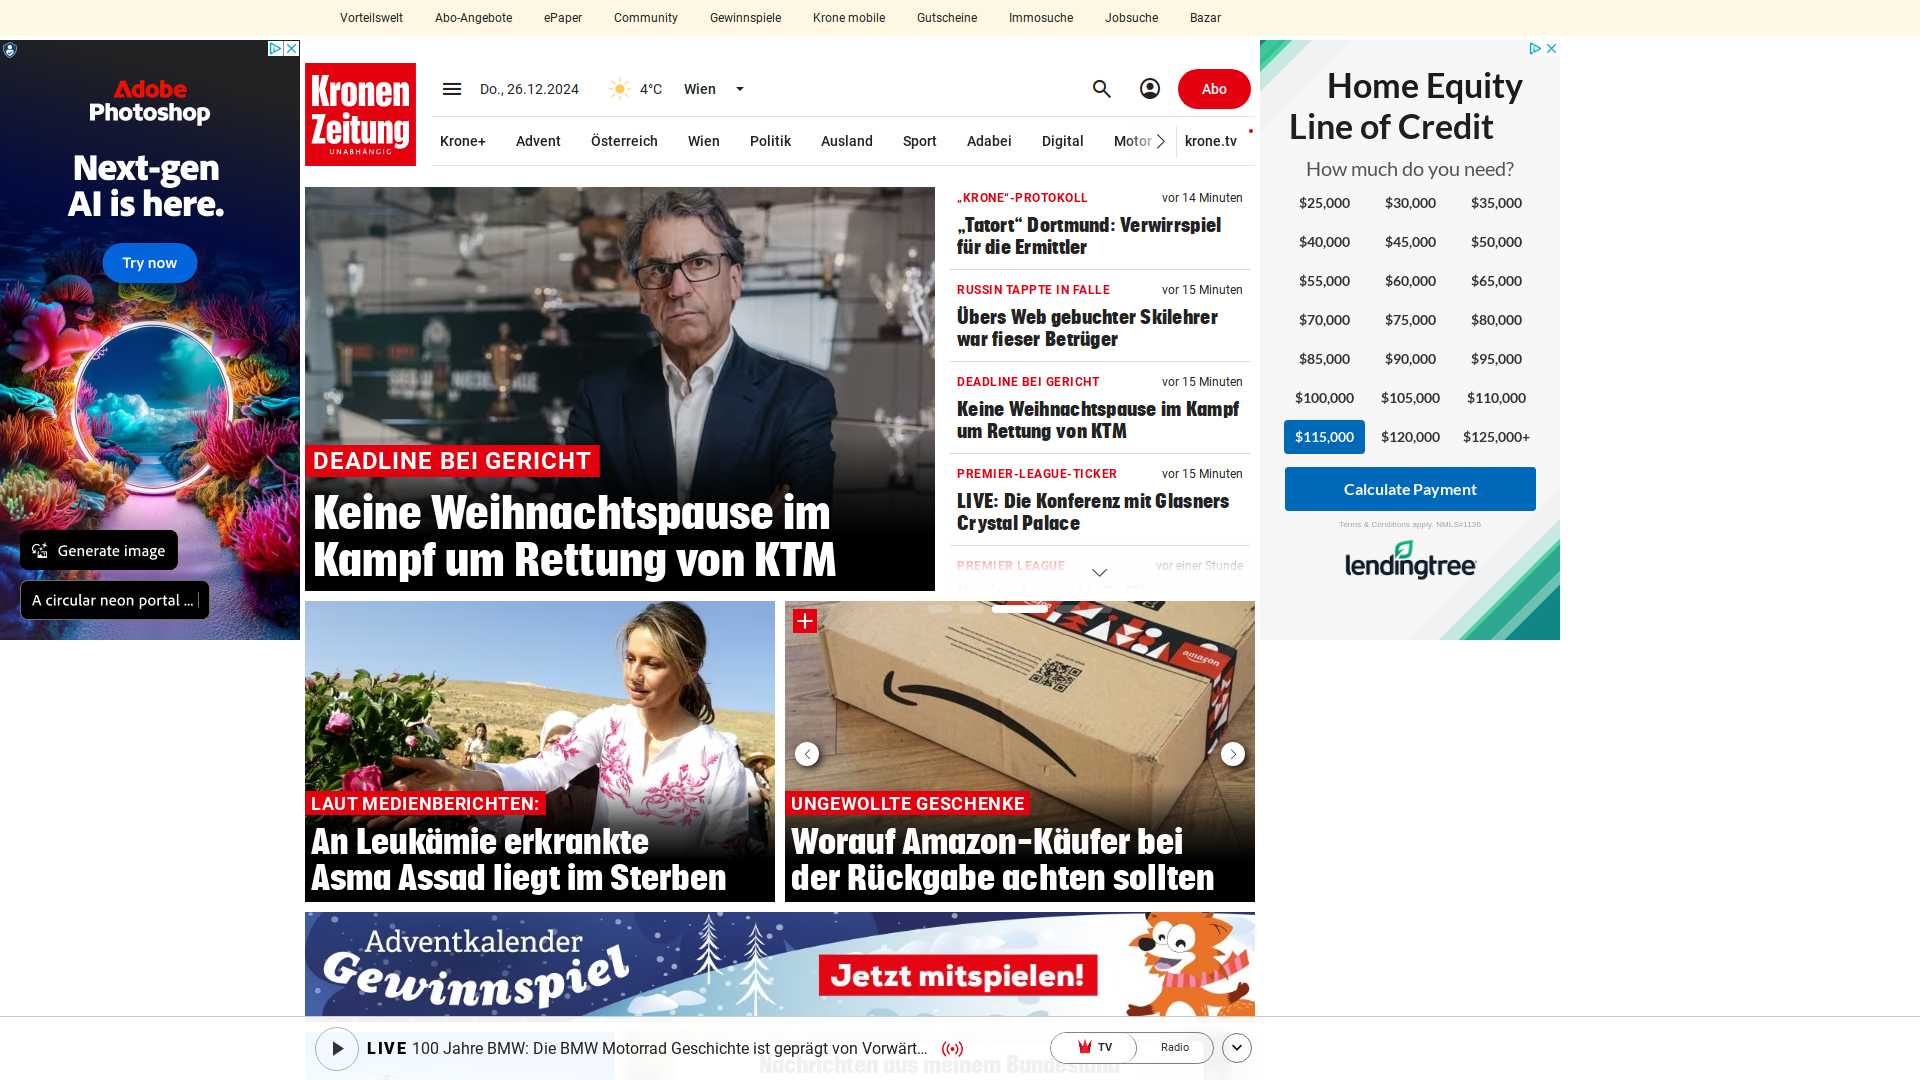 Vorteilswelt
Abo-Angebote
ePaper
Community
Gewinnspiele
Krone mobile
Gutscheine
Immosuche
Jobsuche
Bazar
Adobe
Photoshop
Next-gen
AI is here.
Try now
Generate image
A circular neon portal ...
Kronen
Zeitung
UNABHÄNGIG
Do., 26.12.2024
4°C
Wien
Abo
Krone+
Advent
Österreich
Wien
Politik
Ausland
Sport
Adabei
Digital
Motor
krone.tv
DEADLINE BEI GERICHT
Keine Weihnachtspause im
Kampf um Rettung von KTM
„KRONE“-PROTOKOLL
vor 14 Minuten
„Tatort“ Dortmund: Verwirrspiel
für die Ermittler
RUSSIN TAPPTE IN FALLE
vor 15 Minuten
Übers Web gebuchter Skilehrer
war fieser Betrüger
DEADLINE BEI GERICHT
vor 15 Minuten
Keine Weihnachtspause im Kampf
um Rettung von KTM
PREMIER-LEAGUE-TICKER
vor 15 Minuten
LIVE: Die Konferenz mit Glasners
Crystal Palace
PREMIER LEAGUE
vor einer Stunde
LAUT MEDIENBERICHTEN:
An Leukämie erkrankte
Asma Assad liegt im Sterben
amazon
UNGEWOLLTE GESCHENKE
Worauf Amazon-Käufer bei
der Rückgabe achten sollten
Adventkalender
Gewinnspiel
Jetzt mitspielen!
LIVE 100 Jahre BMW: Die BMW Motorrad Geschichte ist geprägt von Vorwärt...
TV
Radio
Nachrichten aus meinem Bundesland
Home Equity
Line of Credit
How much do you need?
$25,000 $30,000 $35,000
$40,000 $45,000 $50,000
$55,000 $60,000 $65,000
$70,000 $75,000 $80,000
$85,000 $90,000 $95,000
$100,000 $105,000 $110,000
$115,000 $120,000 $125,000+
Calculate Payment
Terms & Conditions apply. NMLS#1136
lendingtree